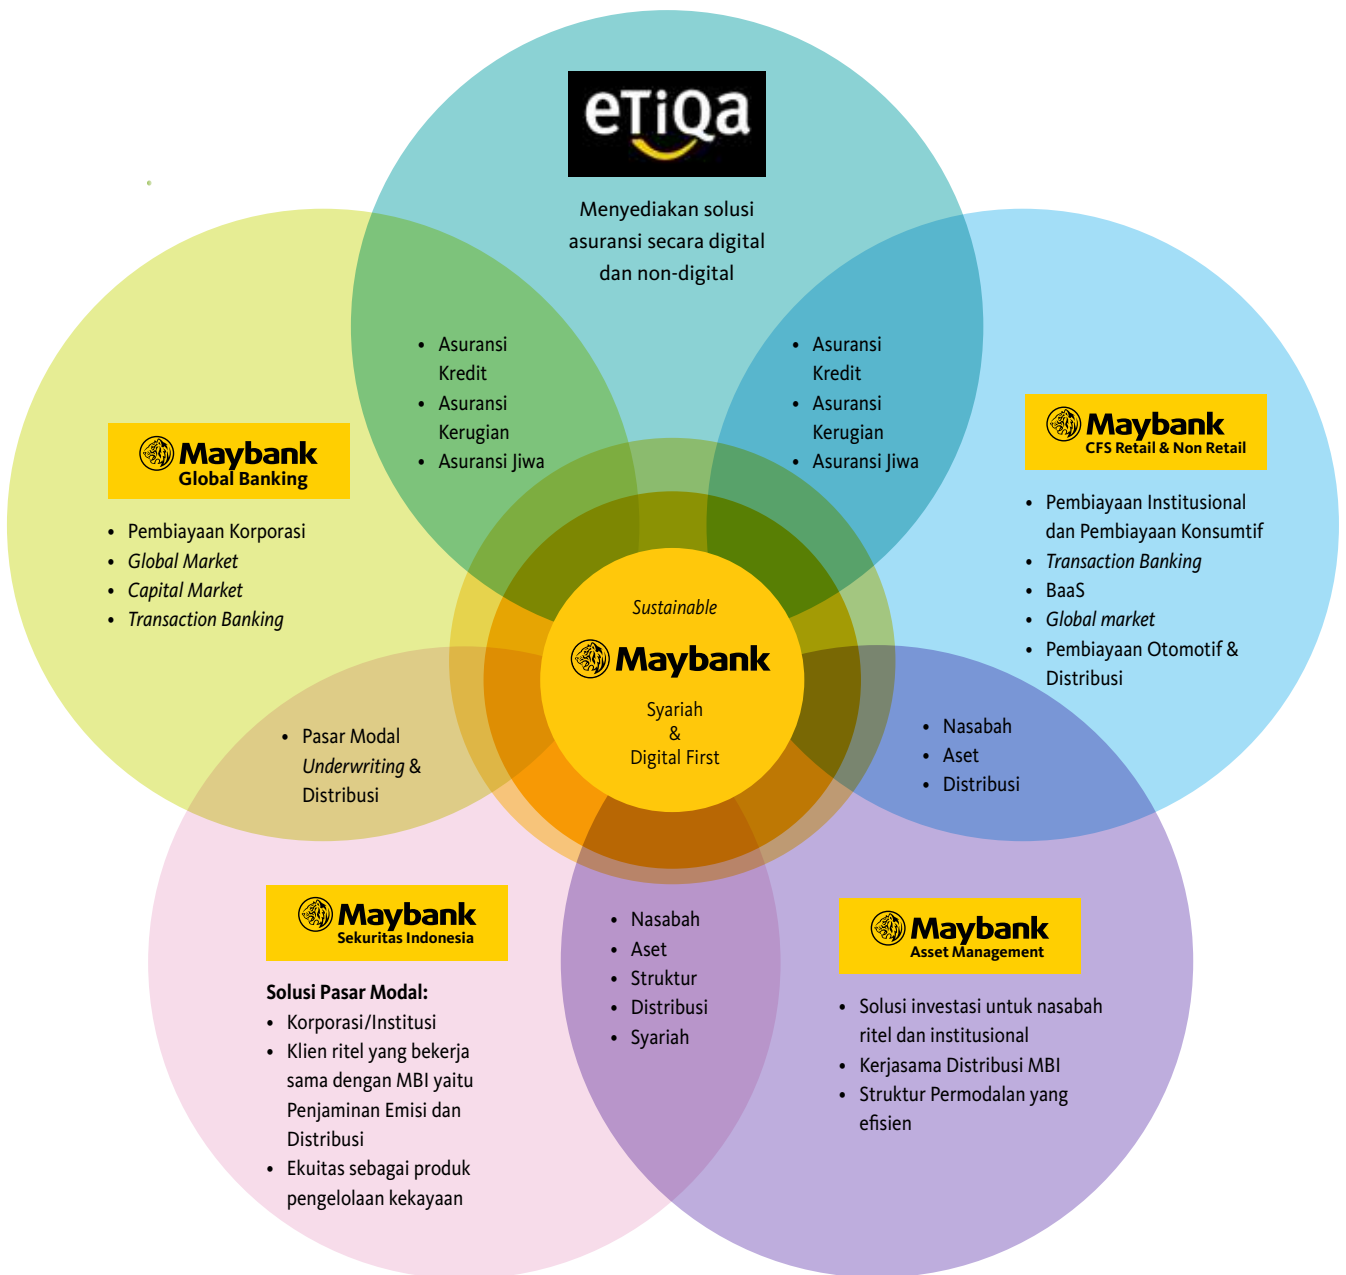 eTiQa
Menyediakan solusi
asuransi secara digital
dan non-digital
• Asuransi
Kredit
• Asuransi
Kerugian
• Asuransi Jiwa
• Asuransi
Kredit
• Asuransi
Kerugian
• Asuransi Jiwa
Maybank
Global Banking
• Pembiayaan Korporasi
• Global Market
• Capital Market
• Transaction Banking
Maybank
CFS Retail & Non Retail
• Pembiayaan Institusional
dan Pembiayaan Konsumtif
• Transaction Banking
• BaaS
• Global market
• Pembiayaan Otomotif &
Distribusi
Sustainable
Maybank
Syariah
&
Digital First
• Pasar Modal
Underwriting &
Distribusi
• Nasabah
• Aset
• Distribusi
Maybank
Sekuritas Indonesia
Solusi Pasar Modal:
• Korporasi/Institusi
• Klien ritel yang bekerja
sama dengan MBI yaitu
Penjaminan Emisi dan
Distribusi
• Ekuitas sebagai produk
pengelolaan kekayaan
• Nasabah
• Aset
• Struktur
• Distribusi
• Syariah
Maybank
Asset Management
• Solusi investasi untuk nasabah
ritel dan institusional
• Kerjasama Distribusi MBI
• Struktur Permodalan yang
efisien